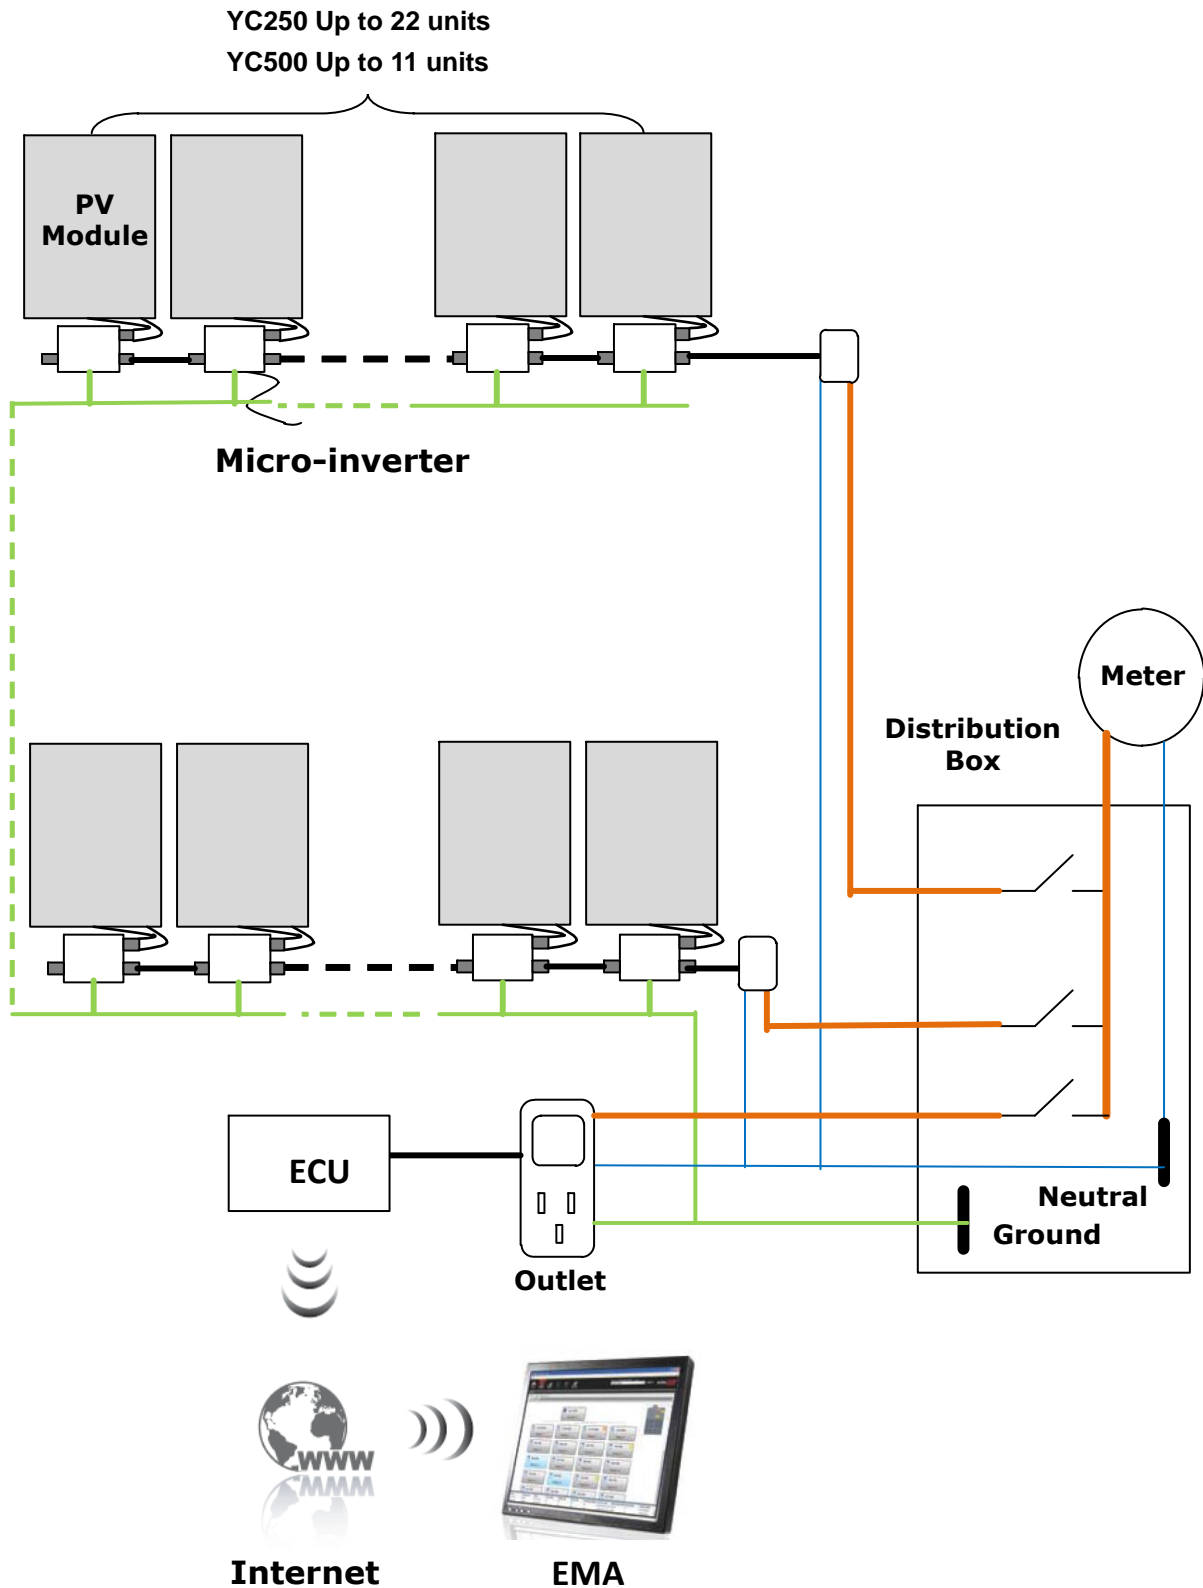 YC250 Up to 22 units
YC500 Up to 11 units
PV
Module
Micro-inverter
Meter
Distribution
Box
ECU
Neutral
Ground
Outlet
WWW
Internet
EMA